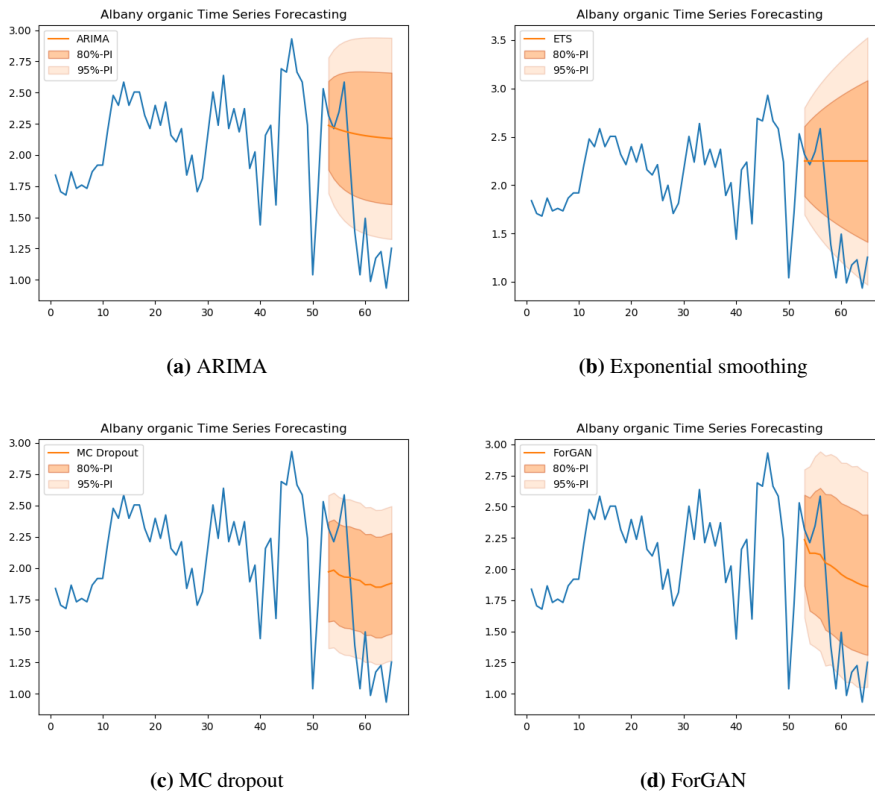 Albany organic Time Series Forecasting
ARIMA
80%-PI
95%-PI
3.00
2.75
2.50
2.25
2.00
1.75
1.50
1.25
1.00
0 10 20 30 40 50 60
(a) ARIMA
Albany organic Time Series Forecasting
ETS
80%-PI
95%-PI
3.5
3.0
2.5
2.0
1.5
1.0
0 10 20 30 40 50 60
(b) Exponential smoothing
Albany organic Time Series Forecasting
MC Dropout
80%-PI
95%-PI
3.00
2.75
2.50
2.25
2.00
1.75
1.50
1.25
1.00
0 10 20 30 40 50 60
(c) MC dropout
Albany organic Time Series Forecasting
ForGAN
80%-PI
95%-PI
3.00
2.75
2.50
2.25
2.00
1.75
1.50
1.25
1.00
0 10 20 30 40 50 60
(d) ForGAN